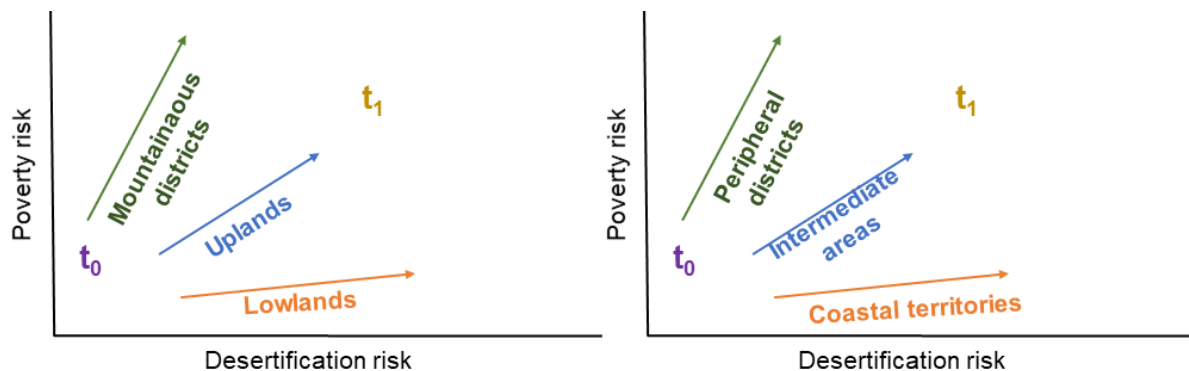 Poverty risk
Mountainaous
districts
t1
Uplands
t0
Lowlands
Desertification risk
Poverty risk
Peripheral
districts
t1
Intermediate
areas
t0
Coastal territories
Desertification risk